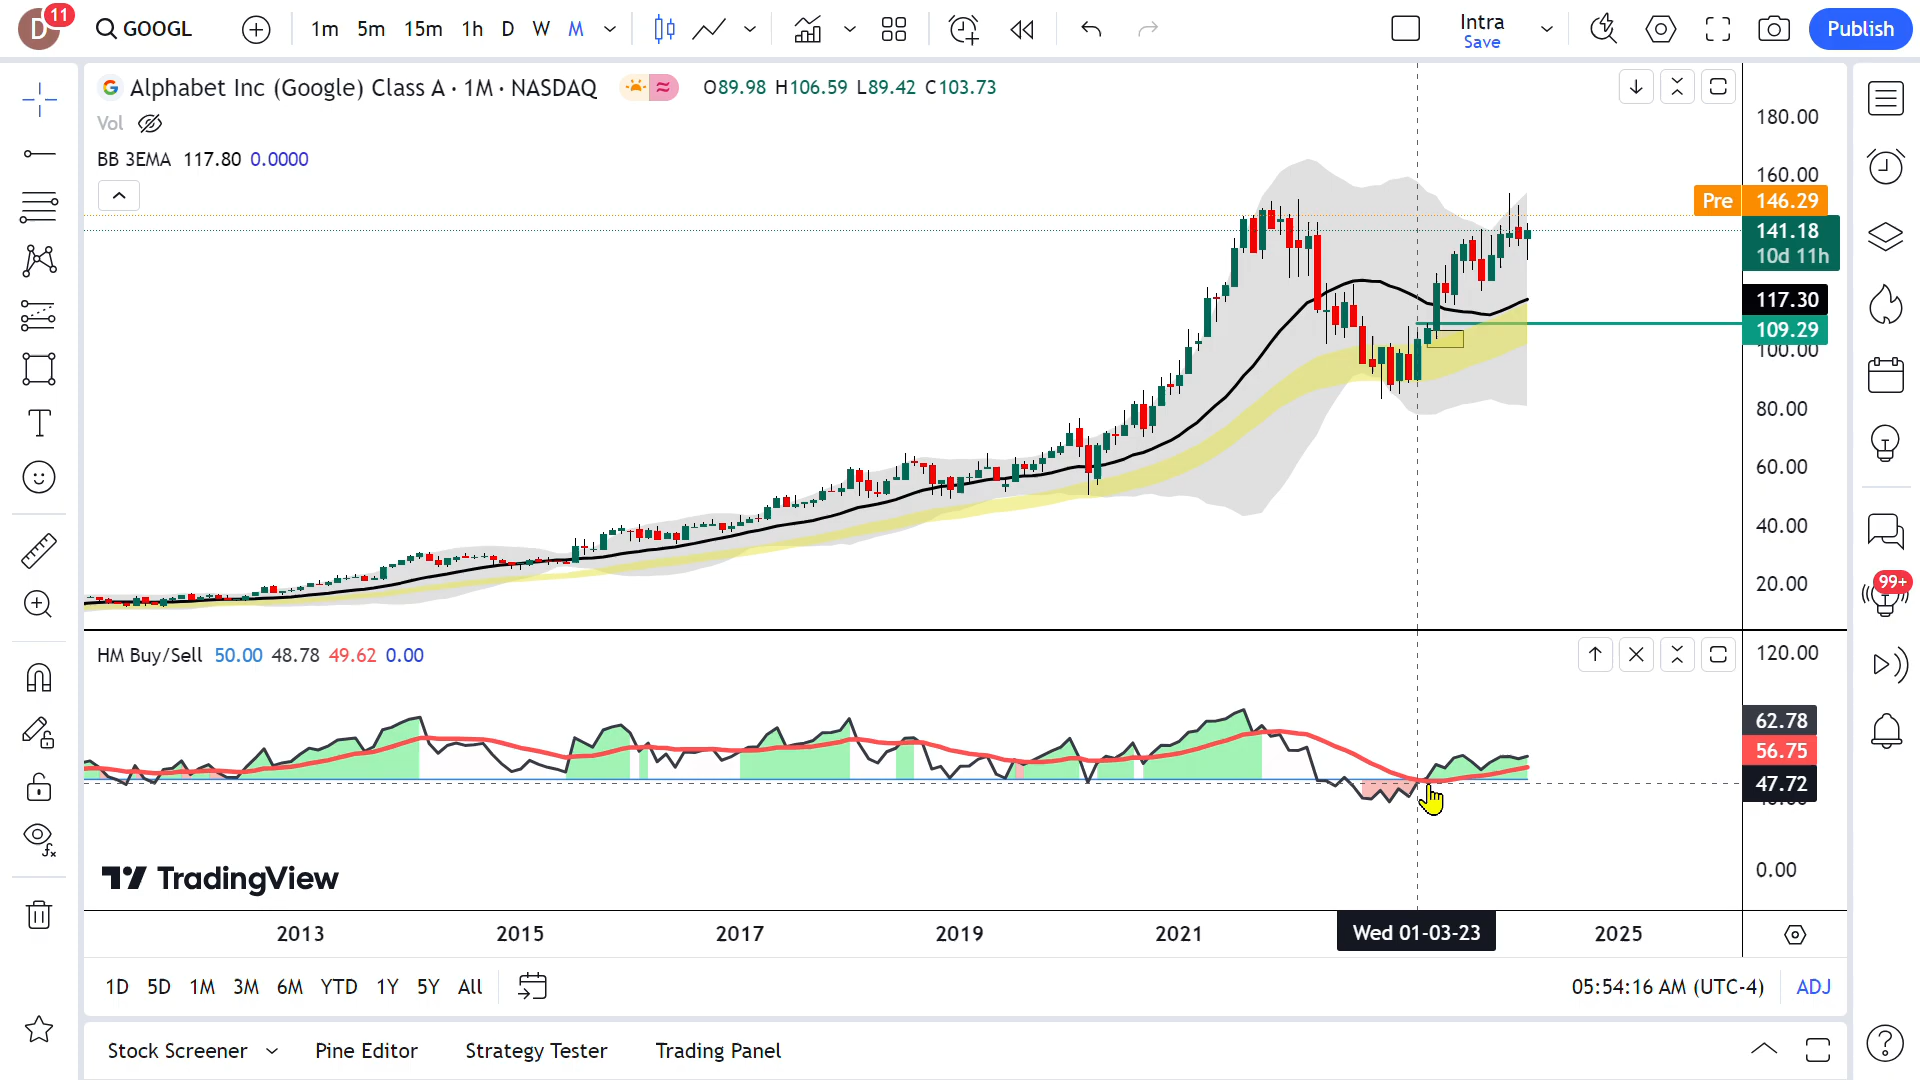 D 11 GOOGL 1m 5m 15m 1h D W M Intra Save Publish
Alphabet Inc (Google) Class A · 1M · NASDAQ O89.98 H106.59 L89.42 C103.73
Vol
BB 3EMA 117.80 0.0000
180.00
160.00
Pre 146.29
141.18
10d 11h
117.30
109.29
100.00
80.00
60.00
40.00
20.00
99+
HM Buy/Sell 50.00 48.78 49.62 0.00
120.00
62.78
56.75
47.72
0.00
TradingView
2013 2015 2017 2019 2021 Wed 01-03-23 2025
1D 5D 1M 3M 6M YTD 1Y 5Y All 05:54:16 AM (UTC-4) ADJ
Stock Screener Pine Editor Strategy Tester Trading Panel